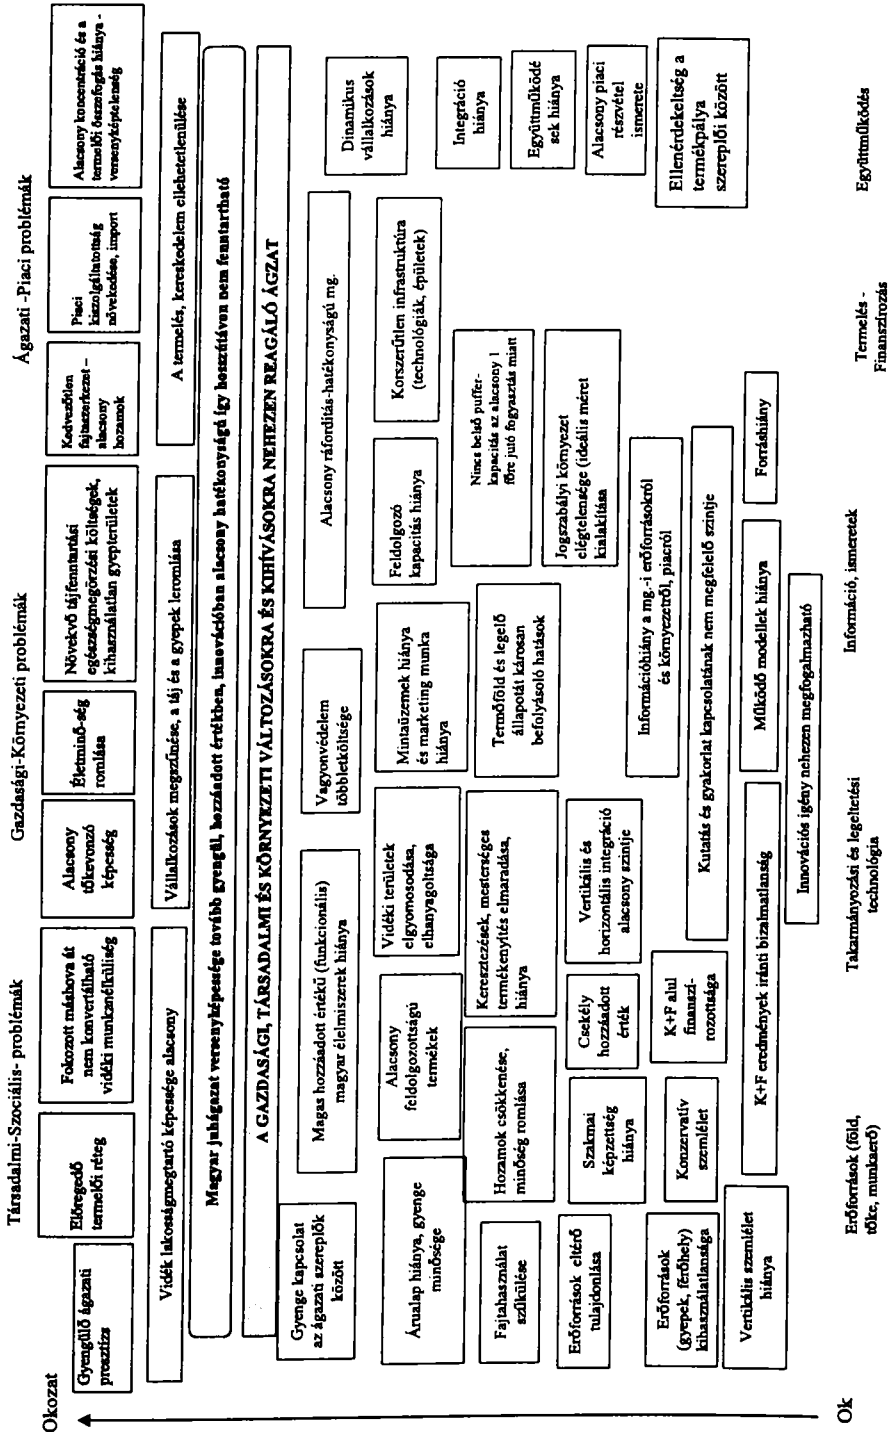 Társadalmi-Szociális- problémák
Gazdasági-Környezeti problémák
Ágazati -Piaci problémák
Okozat
Gyengülő ágazati
presztízs
Elöregedő
termelői réteg
Fokozott máshova át
nem konvertálható
vidéki munkanélküliség
Alacsony
tőkevonzó
képesség
Életminő-ség
romlása
Növekvő tájfenntartási
egészségmegőrzési költségek,
kihasználatlan gyepterületek
Kedvezőtlen
fajtaszerkezet –
alacsony
hozamok
Piaci
kiszolgáltatottság
növekedése, import
Alacsony koncentráció és a
termelői összefogás hiánya -
versenyképtelenség
Vidék lakosságmegtartó képessége alacsony
Vállalkozások megszűnése, a táj és a gyepek leromlása
A termelés, kereskedelem ellehetetlenülése
Magyar juhágazat versenyképessége tovább gyengül, hozzáadott értékben, innovációban alacsony hatékonyságú így hosszútávon nem fenntartható
A GAZDASÁGI, TÁRSADALMI ÉS KÖRNYEZETI VÁLTOZÁSOKRA ÉS KIHÍVÁSOKRA NEHEZEN REAGÁLÓ ÁGZAT
Gyenge kapcsolat
az ágazati szereplők
között
Magas hozzáadott értékű (funkcionális)
magyar élelmiszerek hiánya
Vagyonvédelem
többletköltsége
Alacsony ráfordítás-hatékonyságú mg.
Dinamikus
vállalkozások
hiánya
Árualap hiánya, gyenge
minősége
Alacsony
feldolgozottságú
termékek
Vidéki területek
elgyomosodása,
elhanyagoltsága
Mintaüzemek hiánya
és marketing munka
hiánya
Feldolgozó
kapacitás hiánya
Korszerűtlen infrastruktúra
(technológiák, épületek)
Integráció
hiánya
Fajtahasználat
szűkülése
Hozamok csökkenése,
minőség romlása
Keresztezések, mesterséges
termékenyítés elmaradása,
hiánya
Termőföld és legelő
állapotát károsan
befolyásoló hatások
Nincs belső puffer-
kapacitás az alacsony 1
főre jutó fogyasztás miatt
Együttműködé
sek hiánya
Erőforrások eltérő
tulajdonlása
Szakmai
képzettség
hiánya
Csekély
hozzáadott
érték
Vertikális és
horizontális integráció
alacsony szintje
Jogszabályi környezet
elégtelensége (ideális méret
kialakítása
Alacsony piaci
részvétel
ismerete
Erőforrások
(gyepek, férőhely)
kihasználatlansága
Konzervatív
szemlélet
K+F alul
finanszí-
rozottsága
Információhiány a mg.-i erőforrásokról
és környezetről, piacról
Ellenérdekeltség a
termékpálya
szereplői között
Kutatás és gyakorlat kapcsolatának nem megfelelő szintje
Vertikális szemlélet
hiánya
K+F eredmények iránti bizalmatlanság
Működő modellek hiánya
Forráshiány
Innovációs igény nehezen megfogalmazható
Ok
Erőforrások (föld,
tőke, munkaerő)
Takarmányozási és legeltetési
technológia
Információ, ismeretek
Termelés -
Finanszírozás
Együttműködés